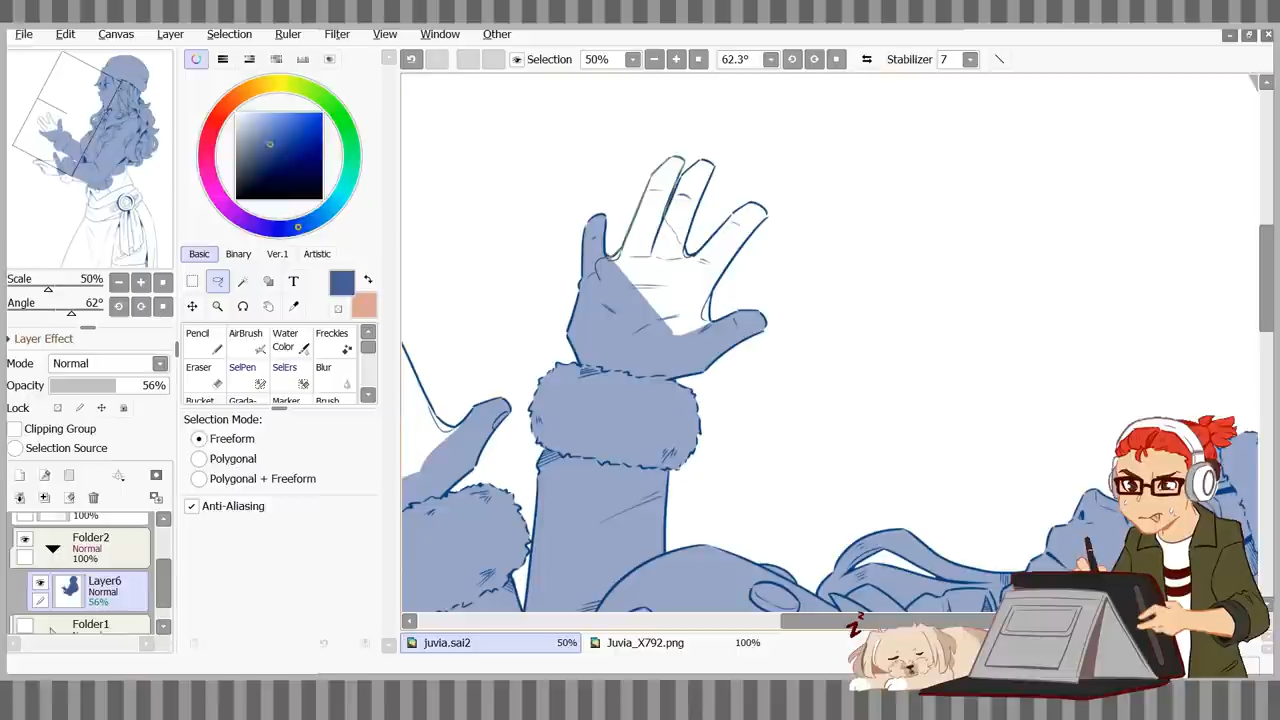 File Edit Canvas Layer Selection Ruler Filter View Window Other
Selection 50% 62.3° Stabilizer 7
Scale 50%
Angle 62°
Layer Effect
Mode Normal
Opacity 56%
Lock
Clipping Group
Selection Source
100%
Folder2
Normal
100%
Layer6
Normal
56%
Folder1
Basic Binary Ver.1 Artistic
T
Pencil AirBrush Water Color Freckles
Eraser SelPen SelErs Blur
Bucket Grada- Marker Brush
Selection Mode:
Freeform
Polygonal
Polygonal + Freeform
Anti-Aliasing
juvia.sai2 50% Juvia_X792.png 100%
z z